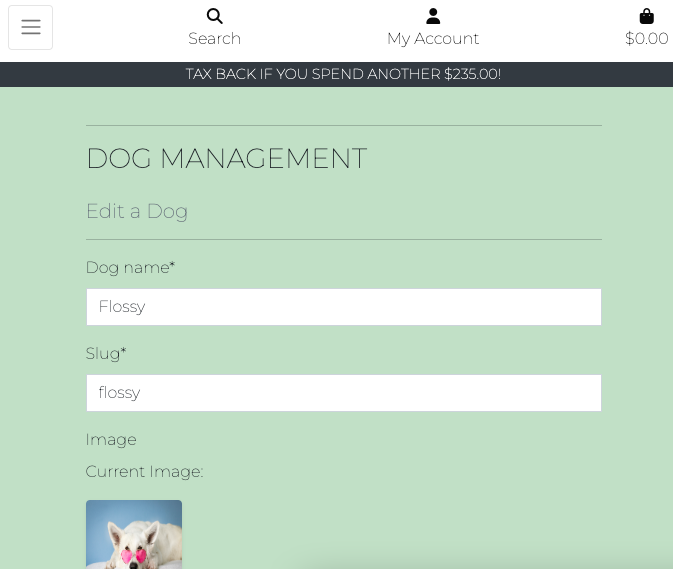 Search
My Account
$0.00
TAX BACK IF YOU SPEND ANOTHER $235.00!
DOG MANAGEMENT
Edit a Dog
Dog name*
Flossy
Slug*
flossy
Image
Current Image: